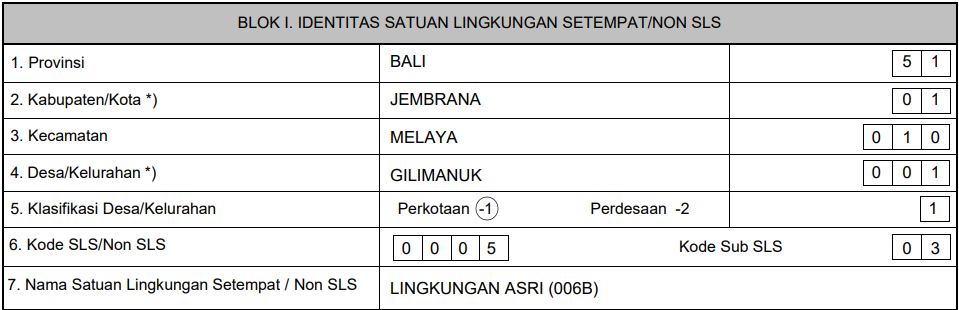 BLOK I. IDENTITAS SATUAN LINGKUNGAN SETEMPAT/NON SLS
1. Provinsi BALI 5 1
2. Kabupaten/Kota *) JEMBRANA 0 1
3. Kecamatan MELAYA 0 1 0
4. Desa/Kelurahan *) GILIMANUK 0 0 1
5. Klasifikasi Desa/Kelurahan Perkotaan -1 Perdesaan -2 1
6. Kode SLS/Non SLS 0 0 0 5 Kode Sub SLS 0 3
7. Nama Satuan Lingkungan Setempat / Non SLS LINGKUNGAN ASRI (006B)